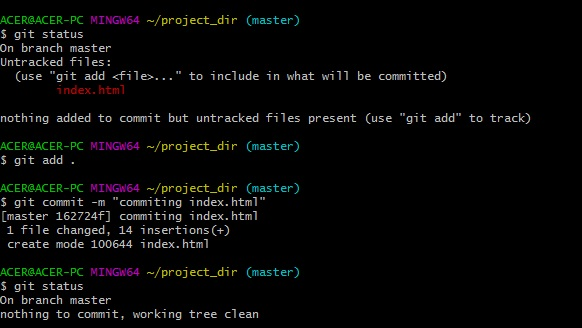 ACER@ACER-PC MINGW64 ~/project_dir (master)
$ git status
On branch master
Untracked files:
  (use "git add <file>..." to include in what will be committed)
        index.html

nothing added to commit but untracked files present (use "git add" to track)

ACER@ACER-PC MINGW64 ~/project_dir (master)
$ git add .

ACER@ACER-PC MINGW64 ~/project_dir (master)
$ git commit -m "commiting index.html"
[master 162724f] commiting index.html
 1 file changed, 14 insertions(+)
 create mode 100644 index.html

ACER@ACER-PC MINGW64 ~/project_dir (master)
$ git status
On branch master
nothing to commit, working tree clean